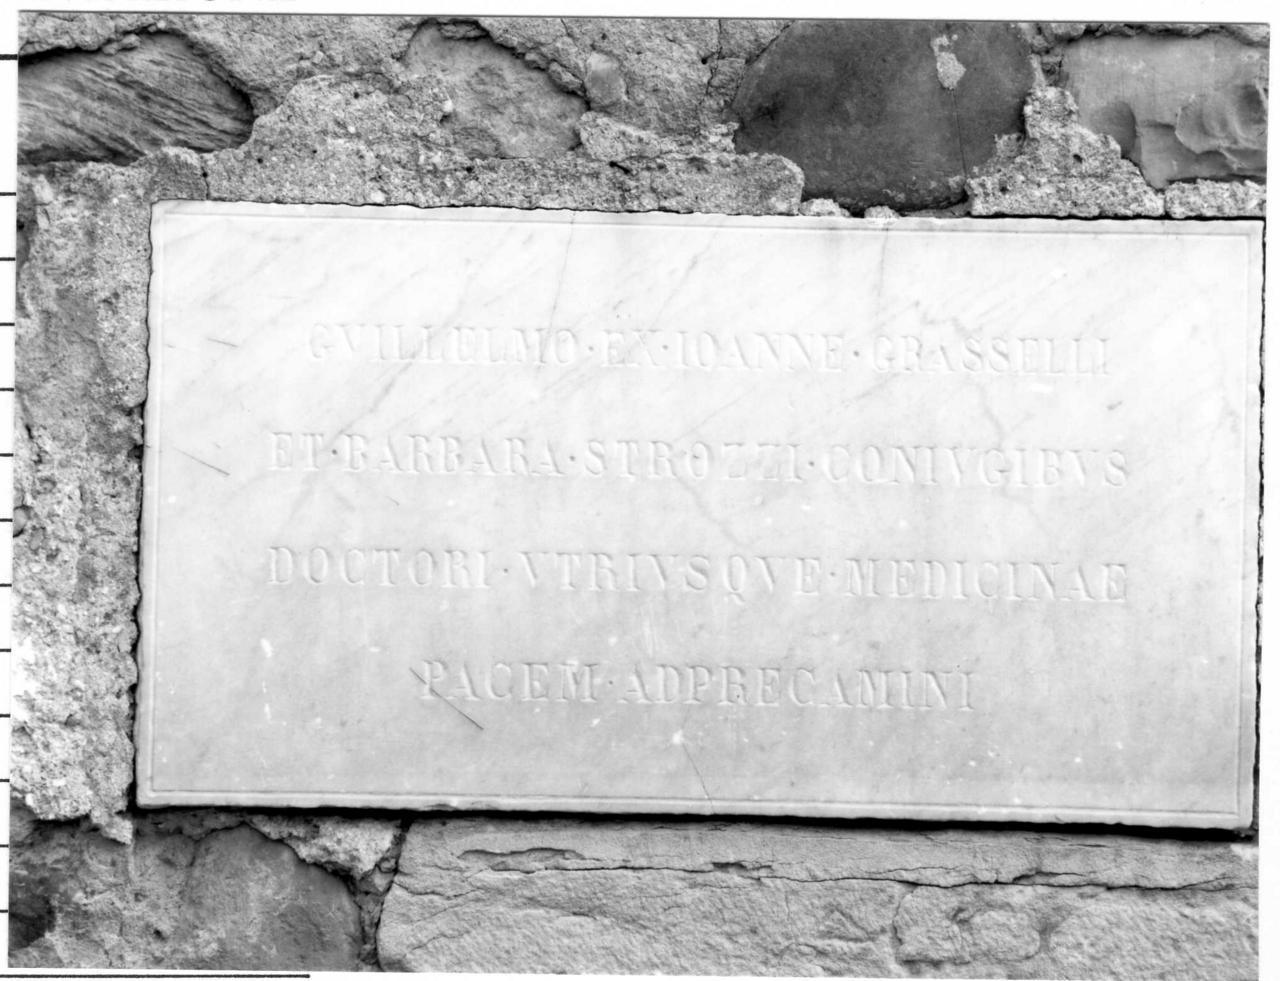 GVILLELMO·EX·IOANNE·GRASSELLI
ET·BARBARA·STROZZI·CONIVGIBVS
DOCTORI·VTRIVSQVE·MEDICINAE
PACEM·ADPRECAMINI